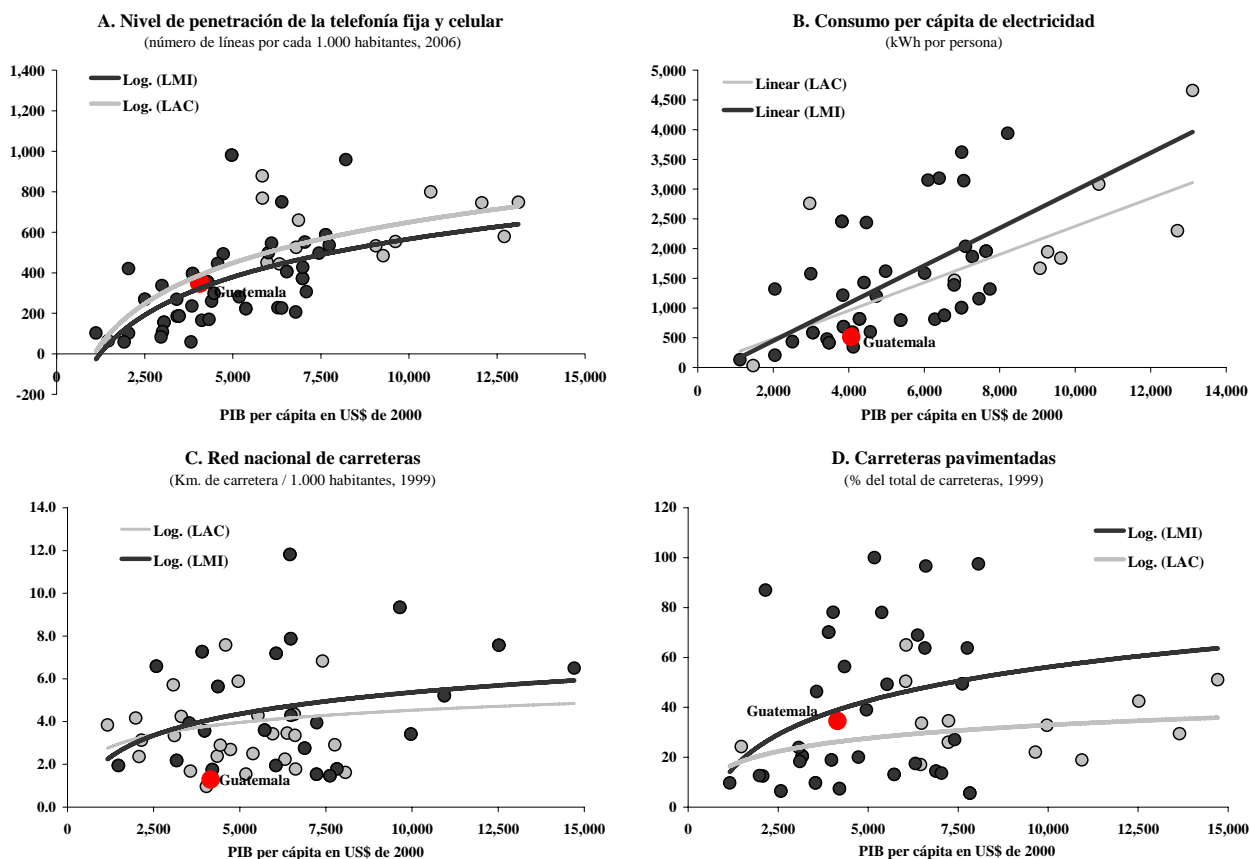 A. Nivel de penetración de la telefonía fija y celular
(número de líneas por cada 1.000 habitantes, 2006)
1,400
1,200
1,000
800
600
400
200
0
-200
Log. (LMI)
Log. (LAC)
Guatemala
0
2,500
5,000
7,500
10,000
12,500
15,000
PIB per cápita en US$ de 2000
B. Consumo per cápita de electricidad
(kWh por persona)
5,000
4,500
4,000
3,500
3,000
2,500
2,000
1,500
1,000
500
0
Linear (LAC)
Linear (LMI)
Guatemala
0
2,000
4,000
6,000
8,000
10,000
12,000
14,000
PIB per cápita en US$ de 2000
C. Red nacional de carreteras
(Km. de carretera / 1.000 habitantes, 1999)
14.0
12.0
10.0
8.0
6.0
4.0
2.0
0.0
Log. (LAC)
Log. (LMI)
Guatemala
0
2,500
5,000
7,500
10,000
12,500
15,000
PIB per cápita en US$ de 2000
D. Carreteras pavimentadas
(% del total de carreteras, 1999)
120
100
80
60
40
20
0
Log. (LMI)
Log. (LAC)
Guatemala
0
2,500
5,000
7,500
10,000
12,500
15,000
PIB per cápita en US$ de 2000